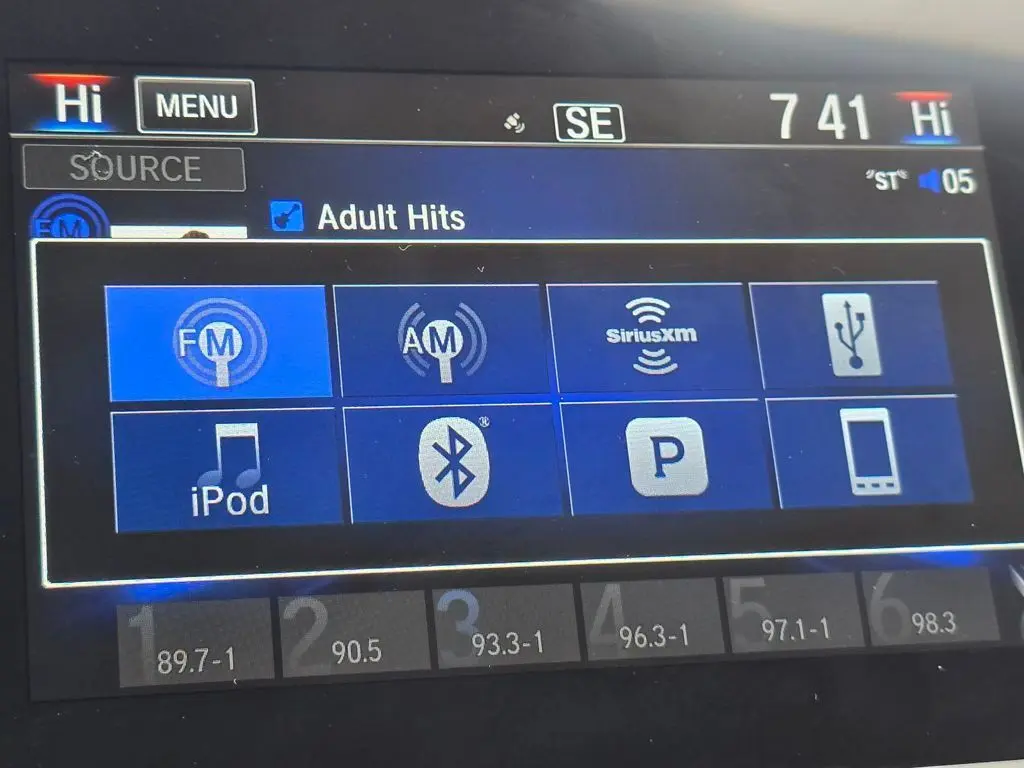 Hi MENU SE 7 41 Hi
SOURCE
"ST" 05
FM Adult Hits
FM AM SiriusXM
iPod ® P
1 2 3 4 5 6
89.7-1 90.5 93.3-1 96.3-1 97.1-1 98.3